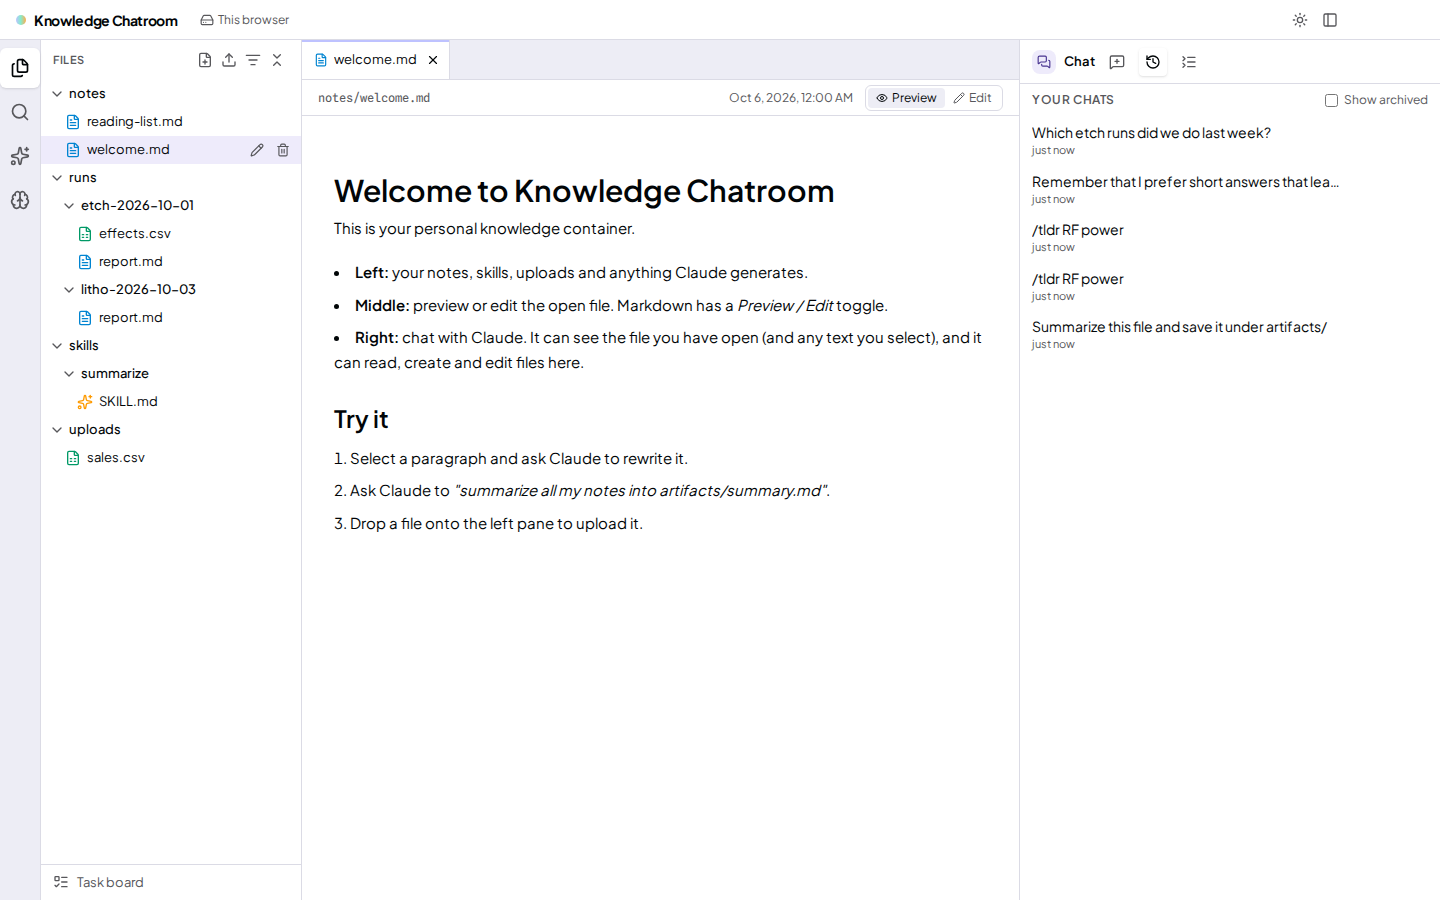 Knowledge Chatroom
This browser
FILES
notes
reading-list.md
welcome.md
runs
etch-2026-10-01
effects.csv
report.md
litho-2026-10-03
report.md
skills
summarize
SKILL.md
uploads
sales.csv
Task board
welcome.md
notes/welcome.md
Oct 6, 2026, 12:00 AM
Preview
Edit
Welcome to Knowledge Chatroom
This is your personal knowledge container.
• Left: your notes, skills, uploads and anything Claude generates.
• Middle: preview or edit the open file. Markdown has a Preview / Edit toggle.
• Right: chat with Claude. It can see the file you have open (and any text you select), and it
can read, create and edit files here.
Try it
1. Select a paragraph and ask Claude to rewrite it.
2. Ask Claude to "summarize all my notes into artifacts/summary.md".
3. Drop a file onto the left pane to upload it.
Chat
YOUR CHATS
Show archived
Which etch runs did we do last week?
just now
Remember that I prefer short answers that lea...
just now
/tldr RF power
just now
/tldr RF power
just now
Summarize this file and save it under artifacts/
just now